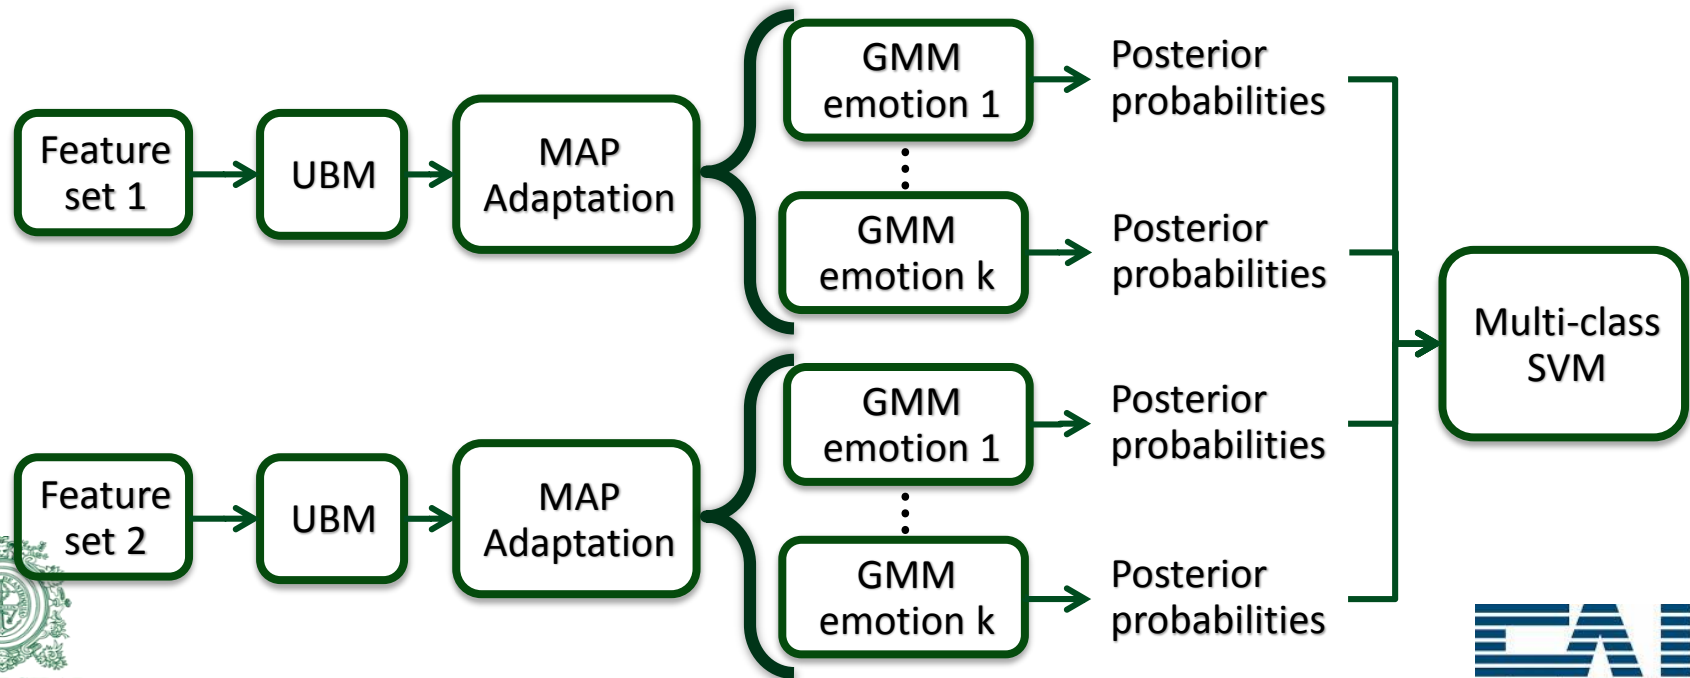 Feature
set 1
UBM
MAP
Adaptation
GMM
emotion 1
Posterior
probabilities
GMM
emotion k
Posterior
probabilities
Feature
set 2
UBM
MAP
Adaptation
GMM
emotion 1
Posterior
probabilities
GMM
emotion k
Posterior
probabilities
Multi-class
SVM